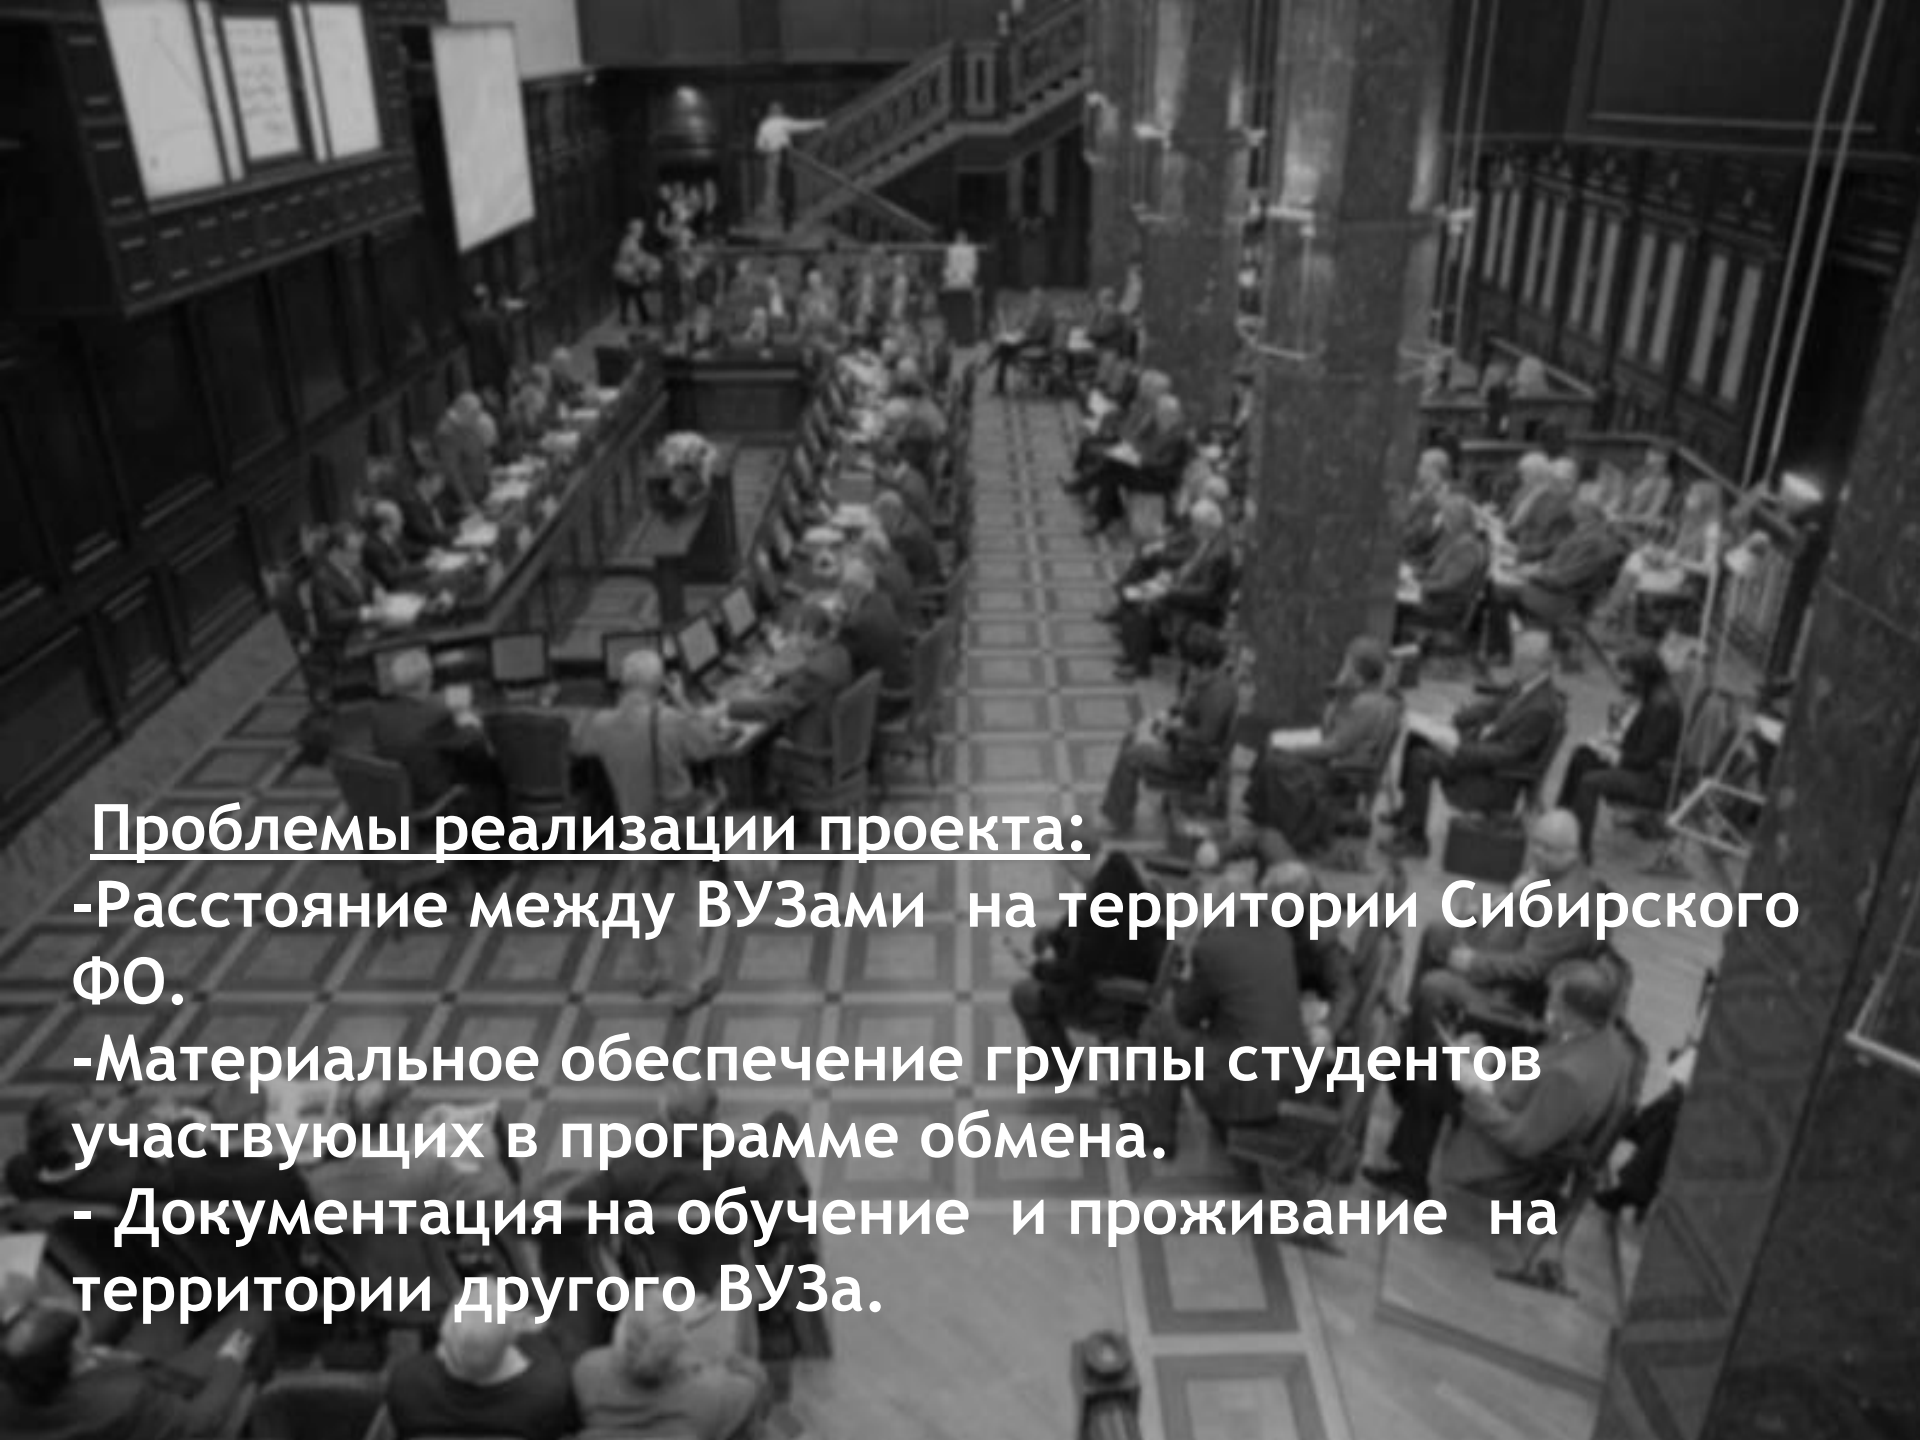 Проблемы реализации проекта:
-Расстояние между ВУЗами на территории Сибирского
ФО.
-Материальное обеспечение группы студентов
участвующих в программе обмена.
- Документация на обучение и проживание на
территории другого ВУЗа.